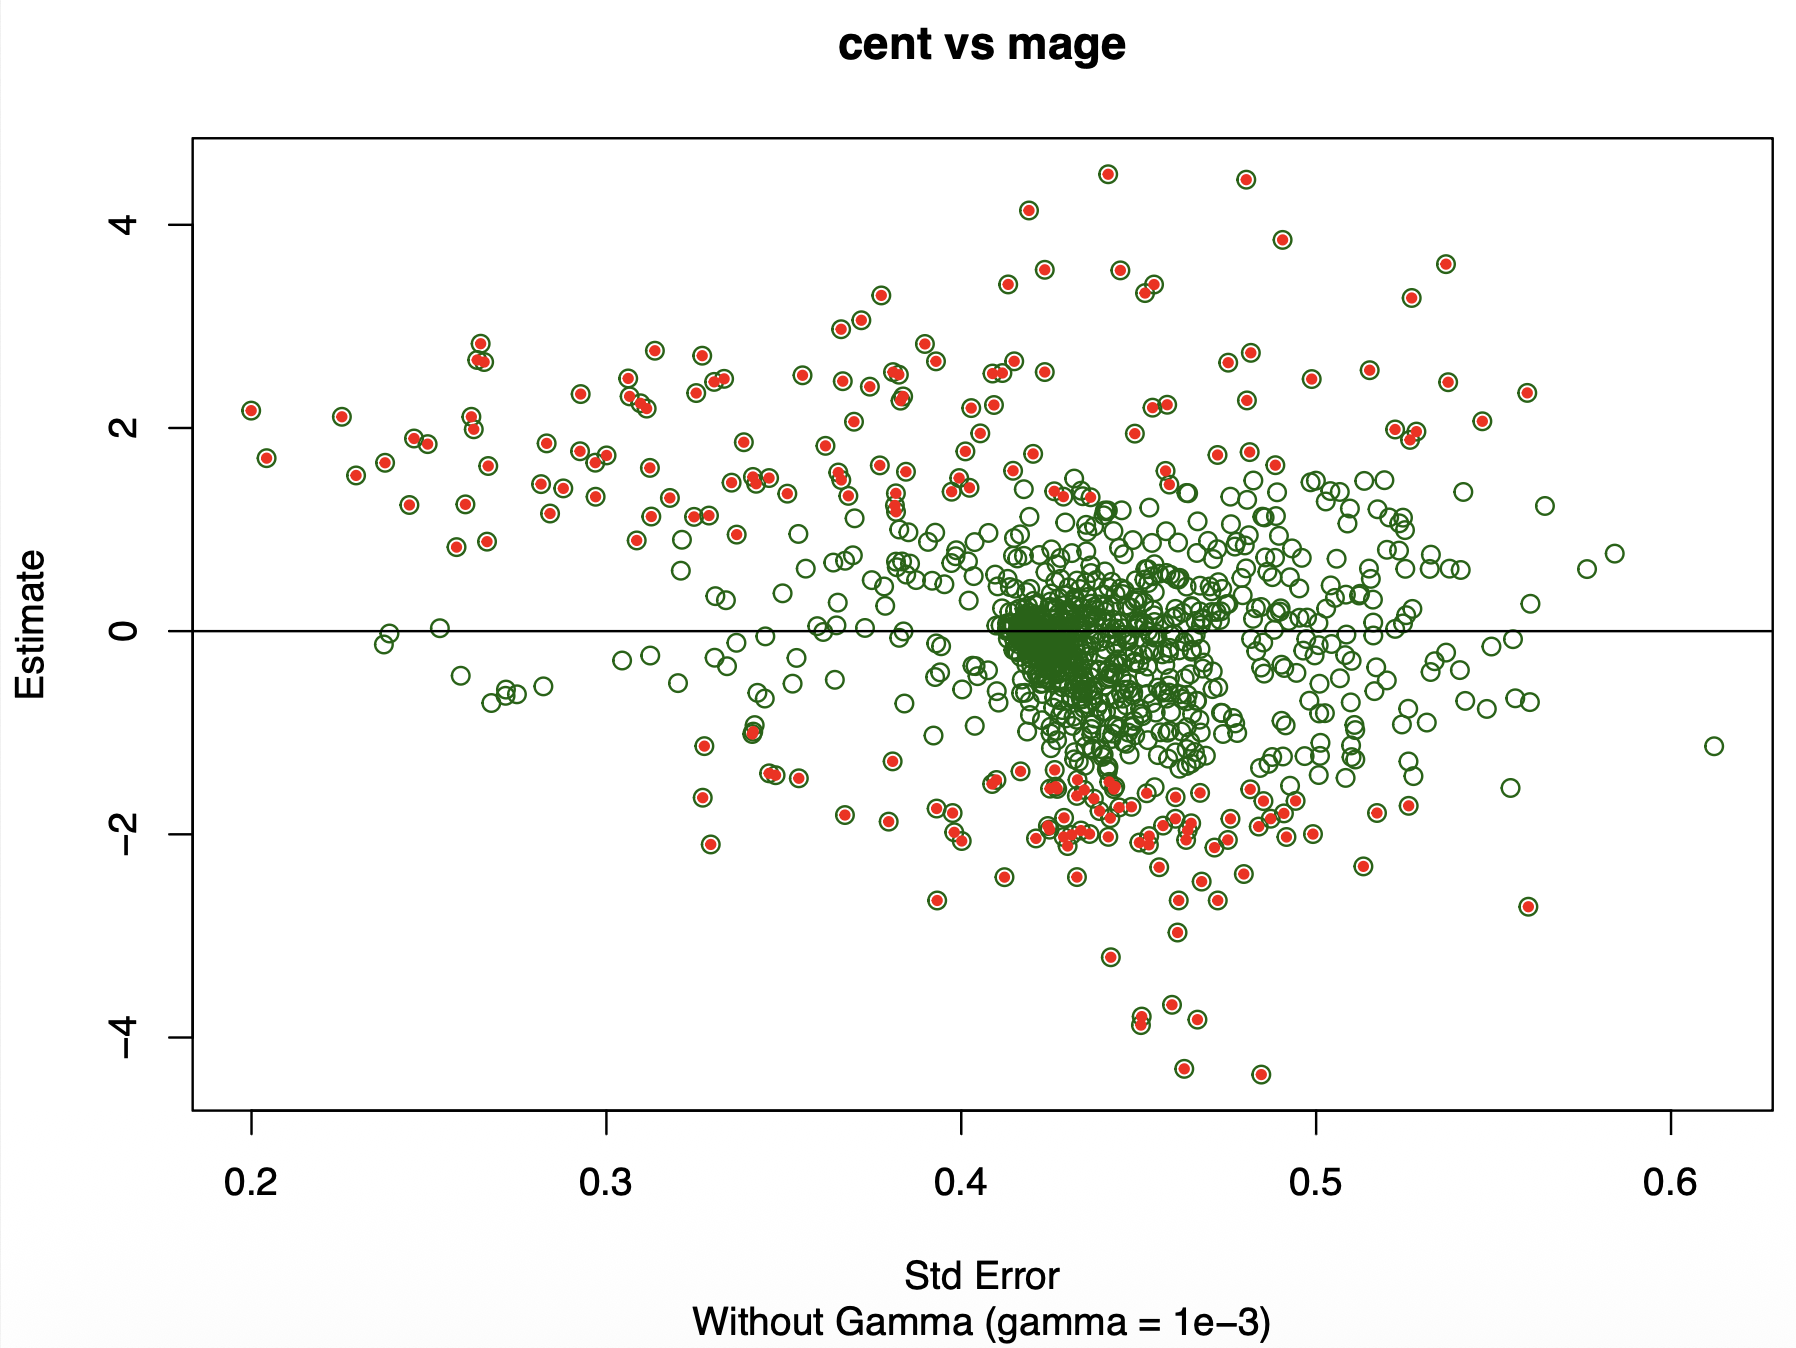 cent vs mage
Estimate
4
2
0
−2
−4
0.2 0.3 0.4 0.5 0.6
Std Error
Without Gamma (gamma = 1e−3)